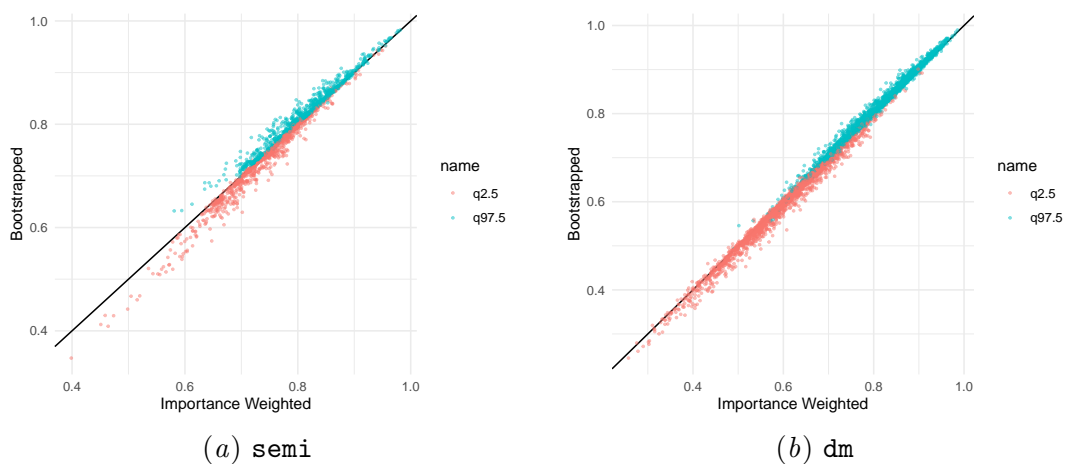 1.0
0.8
0.6
0.4
Bootstrapped
0.4 0.6 0.8 1.0
Importance Weighted
name
q2.5
q97.5
(a) semi
1.0
0.8
0.6
0.4
Bootstrapped
0.4 0.6 0.8 1.0
Importance Weighted
name
q2.5
q97.5
(b) dm